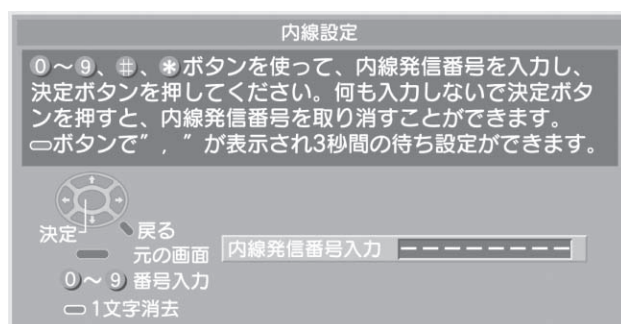 内線設定
0～9、#、*ボタンを使って、内線発信番号を入力し、
決定ボタンを押してください。何も入力しないで決定ボタ
ンを押すと、内線発信番号を取り消すことができます。
ボタンで"，"が表示され3秒間の待ち設定ができます。
決定
戻る
元の画面
内線発信番号入力 －－－－－－－－
0～9 番号入力
1文字消去